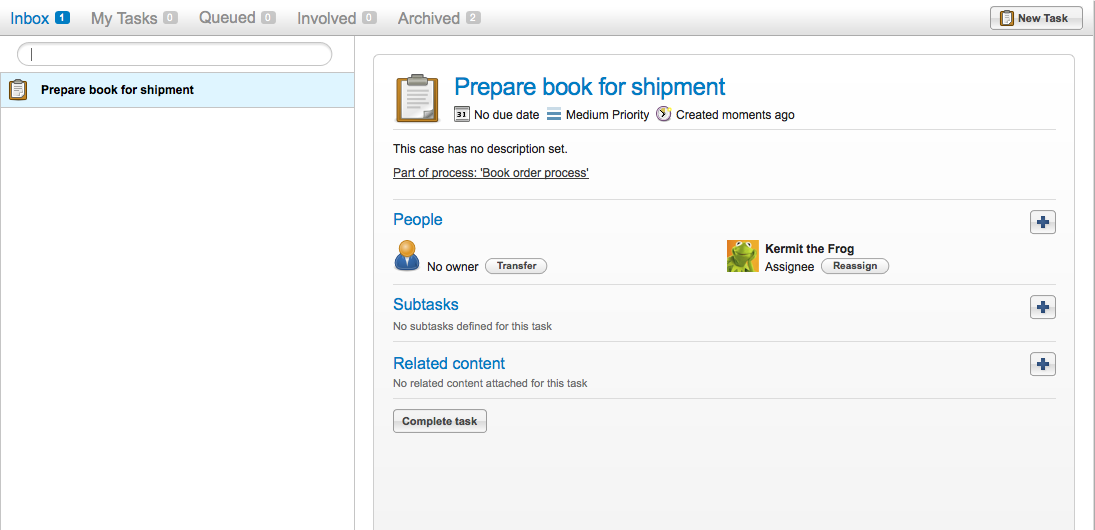 Inbox 1 My Tasks 0 Queued 0 Involved 0 Archived 2 New Task
Prepare book for shipment
Prepare book for shipment
31 No due date Medium Priority Created moments ago
This case has no description set.
Part of process: 'Book order process'
People
Kermit the Frog
No owner Transfer Assignee Reassign
Subtasks
No subtasks defined for this task
Related content
No related content attached for this task
Complete task